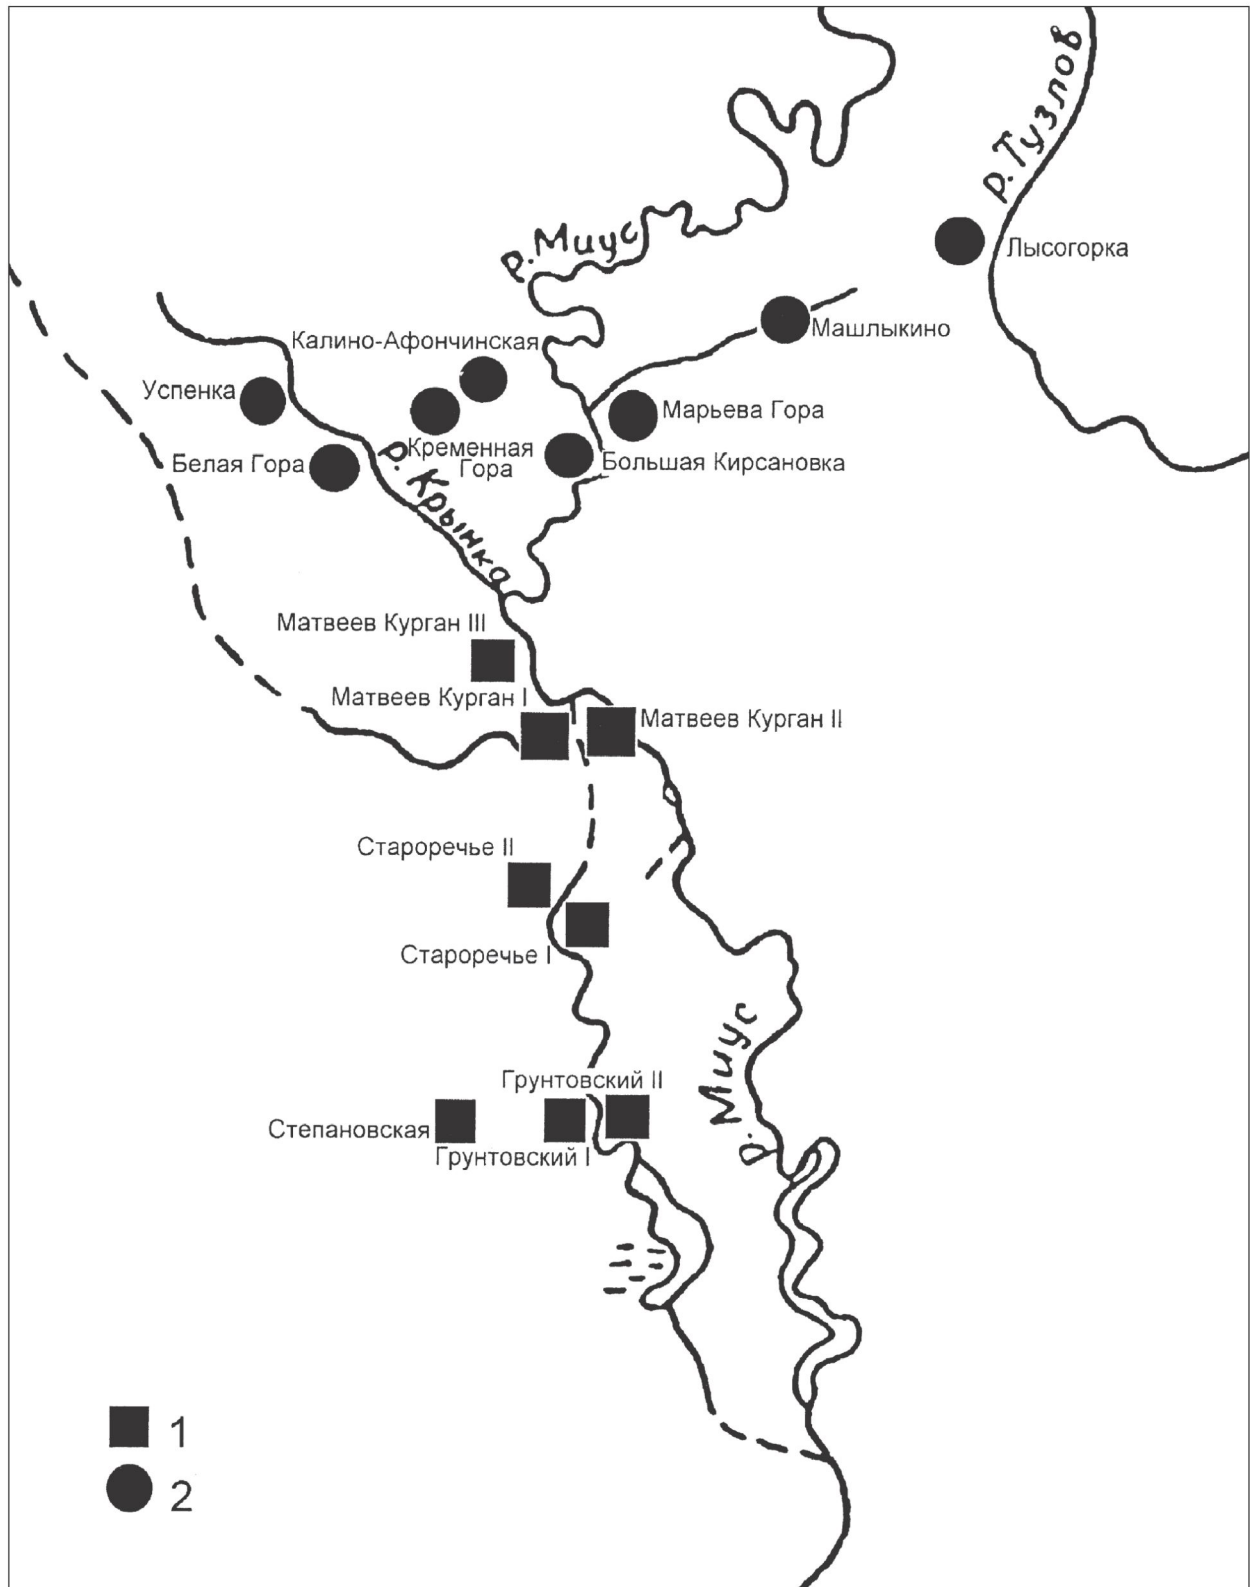 р. Тузлов
р. Миус
Лысогорка
Машлыкино
Калино-Афончинская
Успенка
Марьева Гора
Кременная
Гора
Белая Гора
Большая Кирсановка
р. Крынка
Матвеев Курган III
Матвеев Курган I
Матвеев Курган II
Староречье II
Староречье I
р. Миус
Грунтовский II
Степановская
Грунтовский I
1
2